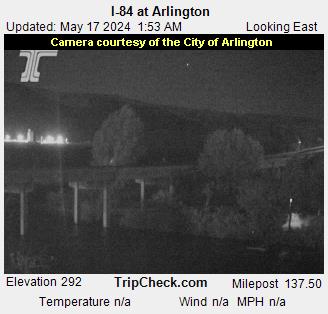 I-84 at Arlington
Updated: May 17 2024 1:53 AM Looking East
Camera courtesy of the City of Arlington
Elevation 292 TripCheck.com Milepost 137.50
Temperature n/a Wind n/a MPH n/a